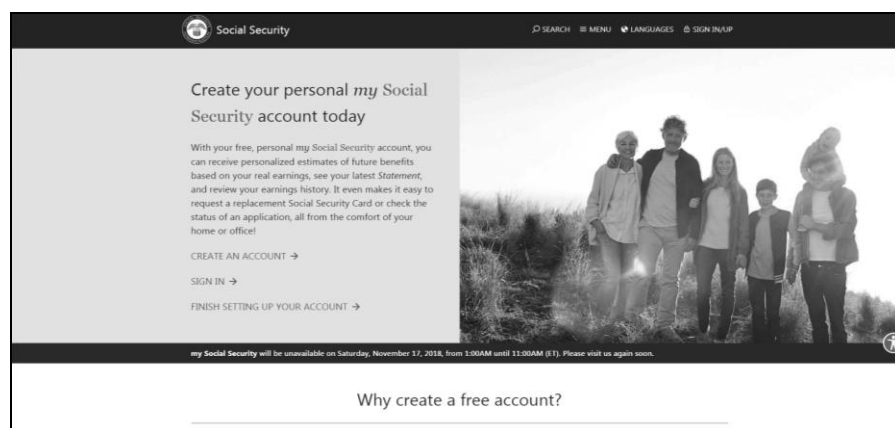 Social Security
SEARCH MENU LANGUAGES SIGN IN/UP
Create your personal my Social
Security account today
With your free, personal my Social Security account, you
can receive personalized estimates of future benefits
based on your real earnings, see your latest Statement,
and review your earnings history. It even makes it easy to
request a replacement Social Security Card or check the
status of an application, all from the comfort of your
home or office!
CREATE AN ACCOUNT →
SIGN IN →
FINISH SETTING UP YOUR ACCOUNT →
my Social Security will be unavailable on Saturday, November 17, 2018, from 1:00AM until 11:00AM (ET). Please visit us again soon.
Why create a free account?